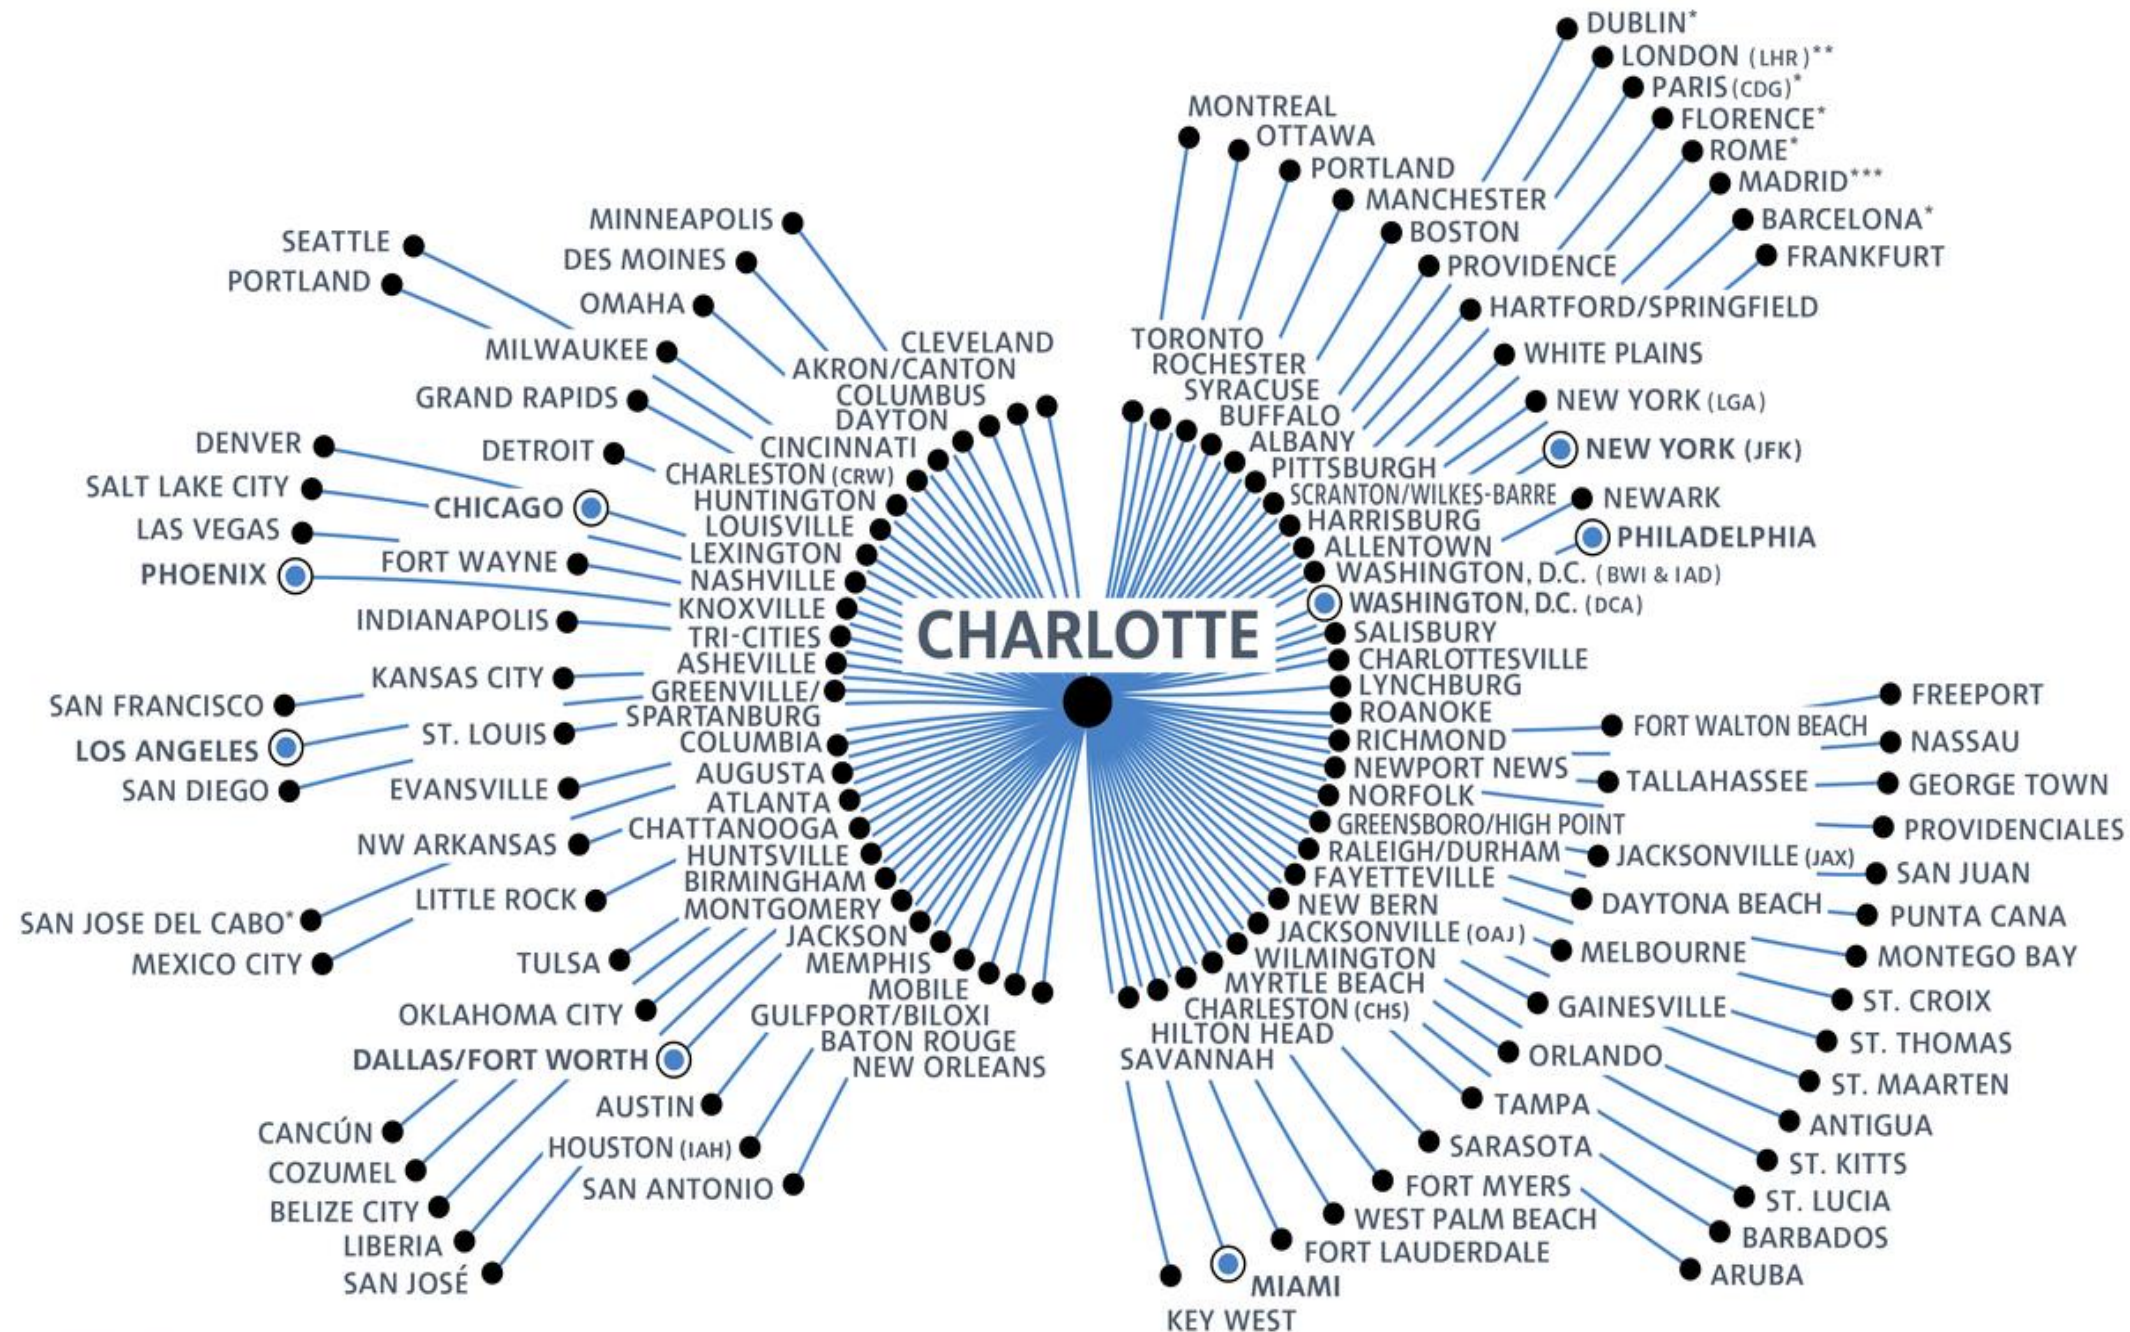 DUBLIN*
LONDON (LHR)**
PARIS (CDG)*
FLORENCE*
ROME*
MADRID***
BARCELONA*
FRANKFURT
MONTREAL
OTTAWA
PORTLAND
MANCHESTER
BOSTON
PROVIDENCE
HARTFORD/SPRINGFIELD
WHITE PLAINS
NEW YORK (LGA)
NEW YORK (JFK)
NEWARK
PHILADELPHIA
MINNEAPOLIS
DES MOINES
OMAHA
SEATTLE
PORTLAND
MILWAUKEE
GRAND RAPIDS
DETROIT
DENVER
SALT LAKE CITY
CHICAGO
LAS VEGAS
FORT WAYNE
PHOENIX
INDIANAPOLIS
KANSAS CITY
SAN FRANCISCO
ST. LOUIS
LOS ANGELES
SAN DIEGO
EVANSVILLE
NW ARKANSAS
LITTLE ROCK
SAN JOSE DEL CABO*
MEXICO CITY
TULSA
OKLAHOMA CITY
DALLAS/FORT WORTH
AUSTIN
HOUSTON (IAH)
SAN ANTONIO
CANCÚN
COZUMEL
BELIZE CITY
LIBERIA
SAN JOSÉ
CLEVELAND
AKRON/CANTON
COLUMBUS
DAYTON
CINCINNATI
CHARLESTON (CRW)
HUNTINGTON
LOUISVILLE
LEXINGTON
NASHVILLE
KNOXVILLE
TRI-CITIES
ASHEVILLE
GREENVILLE/
SPARTANBURG
COLUMBIA
AUGUSTA
ATLANTA
CHATTANOOGA
HUNTSVILLE
BIRMINGHAM
MONTGOMERY
JACKSON
MEMPHIS
MOBILE
GULFPORT/BILOXI
BATON ROUGE
NEW ORLEANS
CHARLOTTE
TORONTO
ROCHESTER
SYRACUSE
BUFFALO
ALBANY
PITTSBURGH
SCRANTON/WILKES-BARRE
HARRISBURG
ALLENTOWN
WASHINGTON, D.C. (BWI & IAD)
WASHINGTON, D.C. (DCA)
SALISBURY
CHARLOTTESVILLE
LYNCHBURG
ROANOKE
RICHMOND
NEWPORT NEWS
NORFOLK
GREENSBORO/HIGH POINT
RALEIGH/DURHAM
FAYETTEVILLE
NEW BERN
JACKSONVILLE (OAJ)
WILMINGTON
MYRTLE BEACH
CHARLESTON (CHS)
HILTON HEAD
SAVANNAH
FORT WALTON BEACH
TALLAHASSEE
JACKSONVILLE (JAX)
DAYTONA BEACH
MELBOURNE
GAINESVILLE
ORLANDO
TAMPA
SARASOTA
FORT MYERS
WEST PALM BEACH
FORT LAUDERDALE
MIAMI
KEY WEST
FREEPORT
NASSAU
GEORGE TOWN
PROVIDENCIALES
SAN JUAN
PUNTA CANA
MONTEGO BAY
ST. CROIX
ST. THOMAS
ST. MAARTEN
ANTIGUA
ST. KITTS
ST. LUCIA
BARBADOS
ARUBA